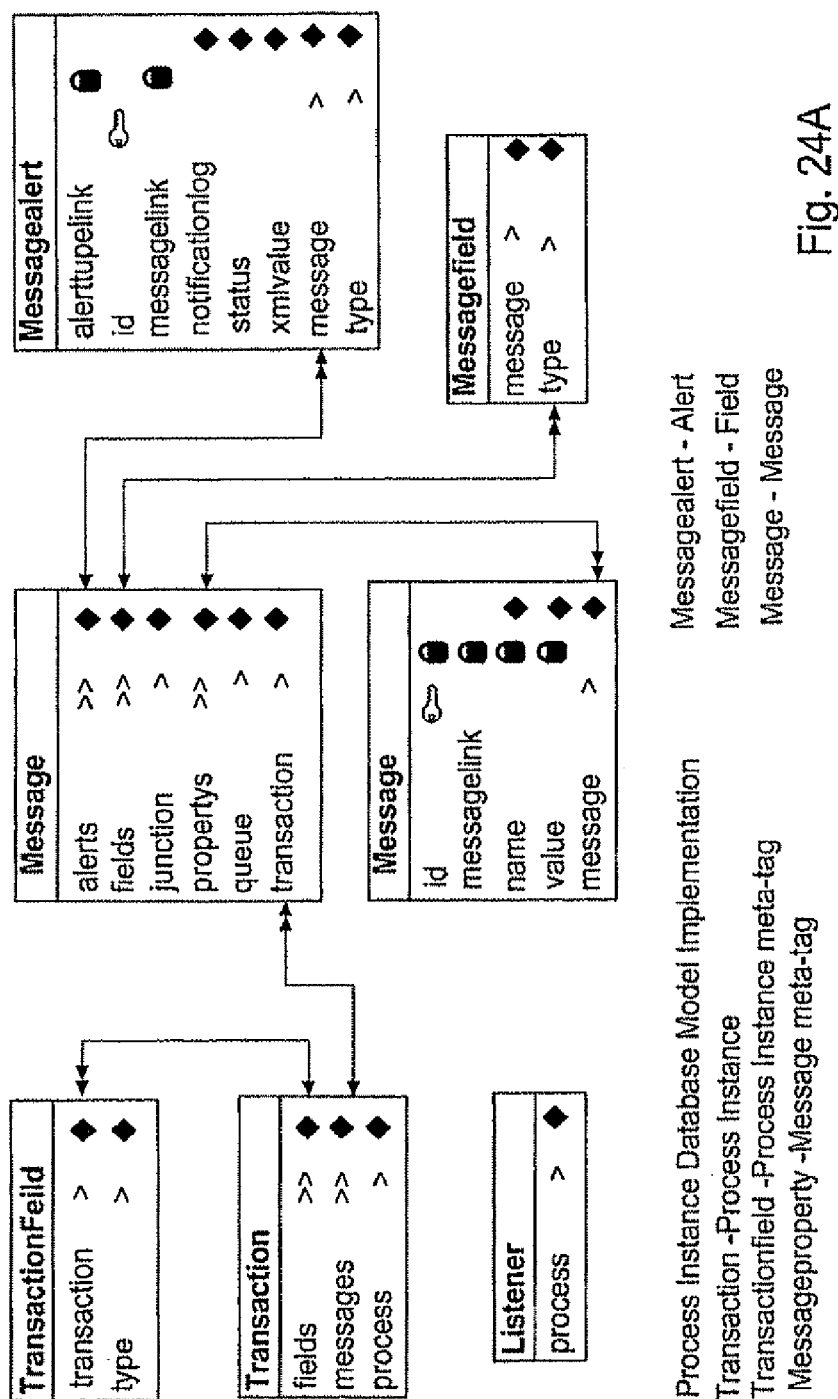 TransactionFeild
transaction >
type >
Transaction
fields >>
messages >>
process >
Listener
process >
Message
alerts >>
fields >>
junction >
propertys >>
queue >
transaction >
Message
id
messagelink
name
value
message >
Messagealert
alerttupelink
id
messagelink
notificationlog
status
xmlvalue
message >
type >
Messagefield
message >
type >
Process Instance Database Model Implementation
Transaction -Process Instance
Transactionfield -Process Instance meta-tag
Messageproperty -Message meta-tag
Messagealert - Alert
Messagefield - Field
Message - Message
Fig. 24A